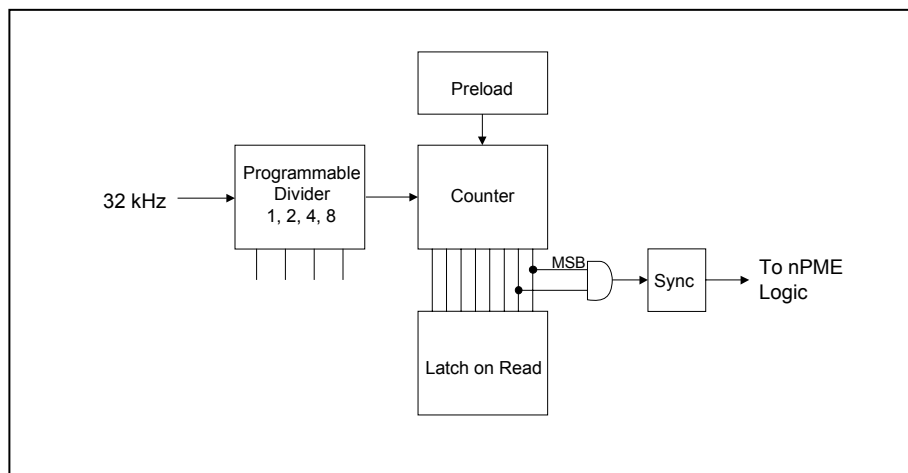 Preload
Programmable
Divider
1, 2, 4, 8
32 kHz
Counter
MSB
Sync
To nPME
Logic
Latch on Read